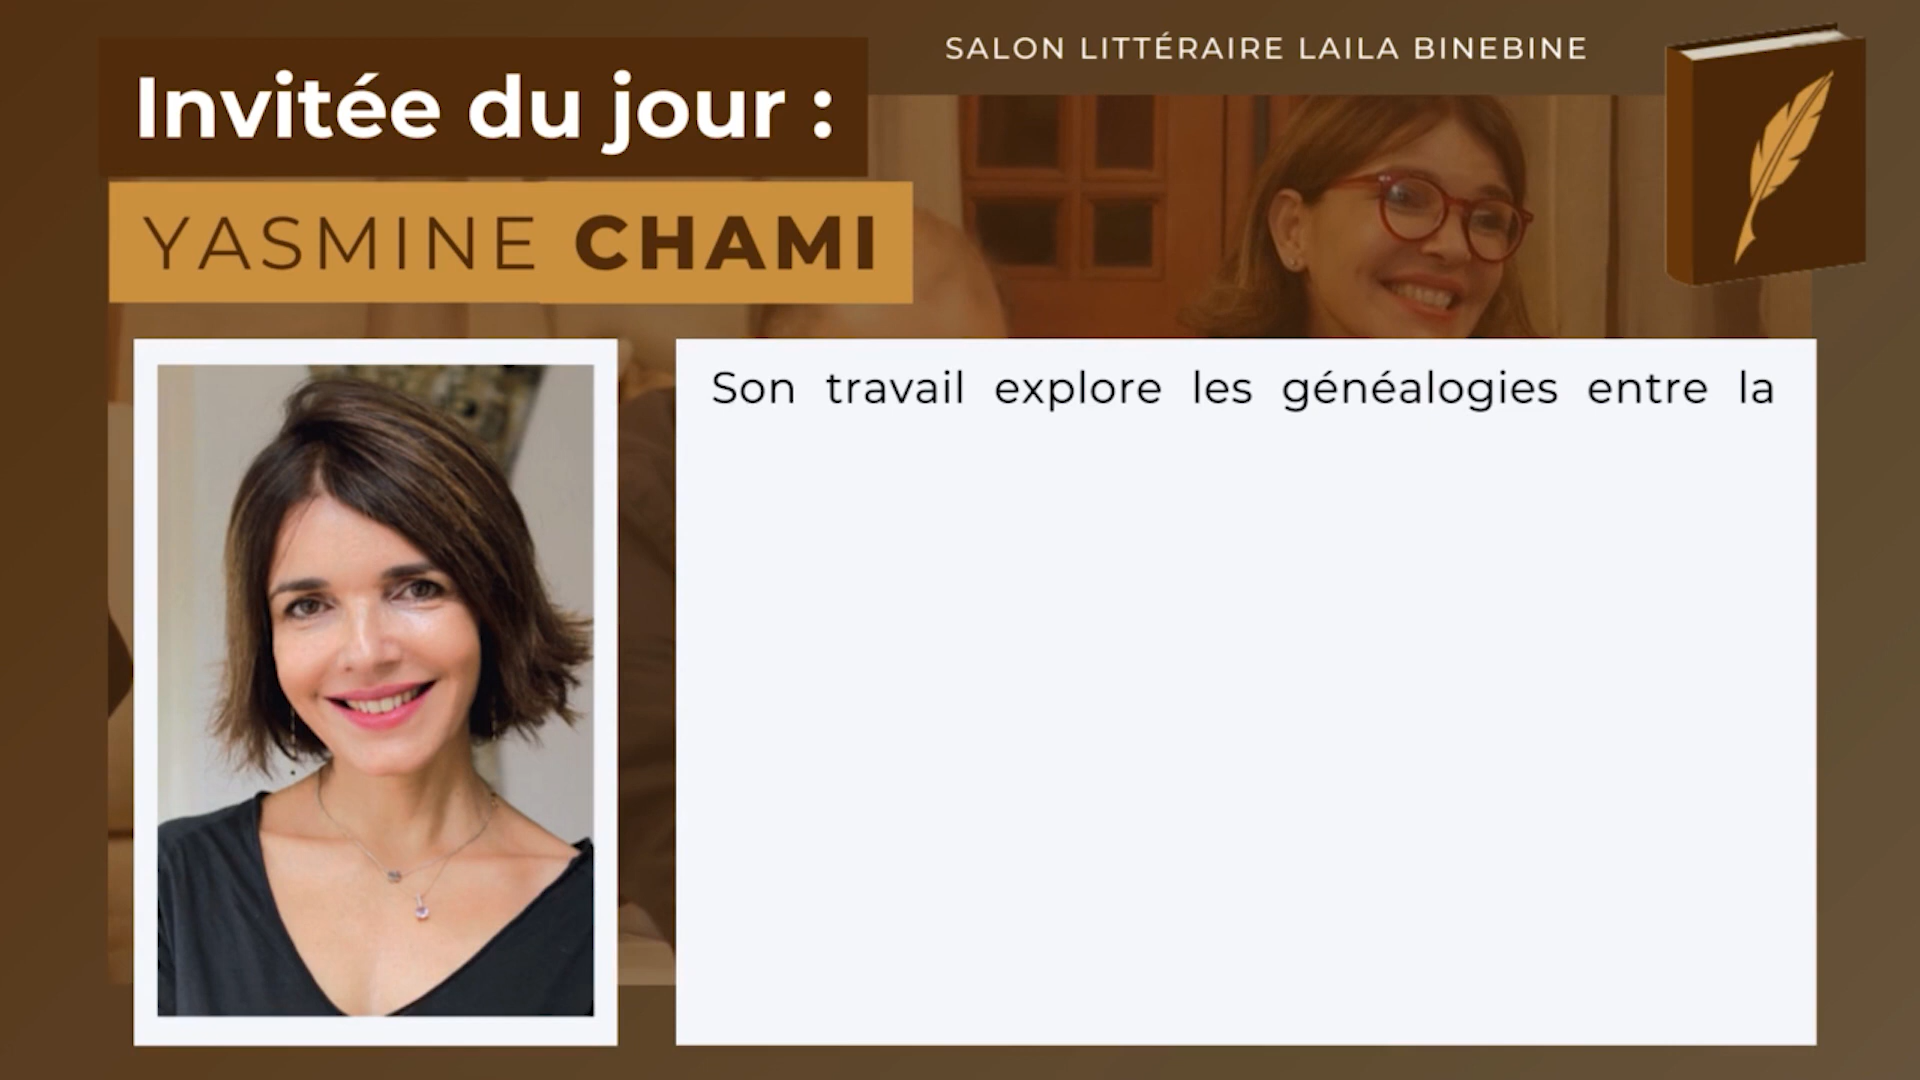 SALON LITTÉRAIRE LAILA BINEBINE
Invitée du jour :
YASMINE CHAMI
Son travail explore les généalogies entre la